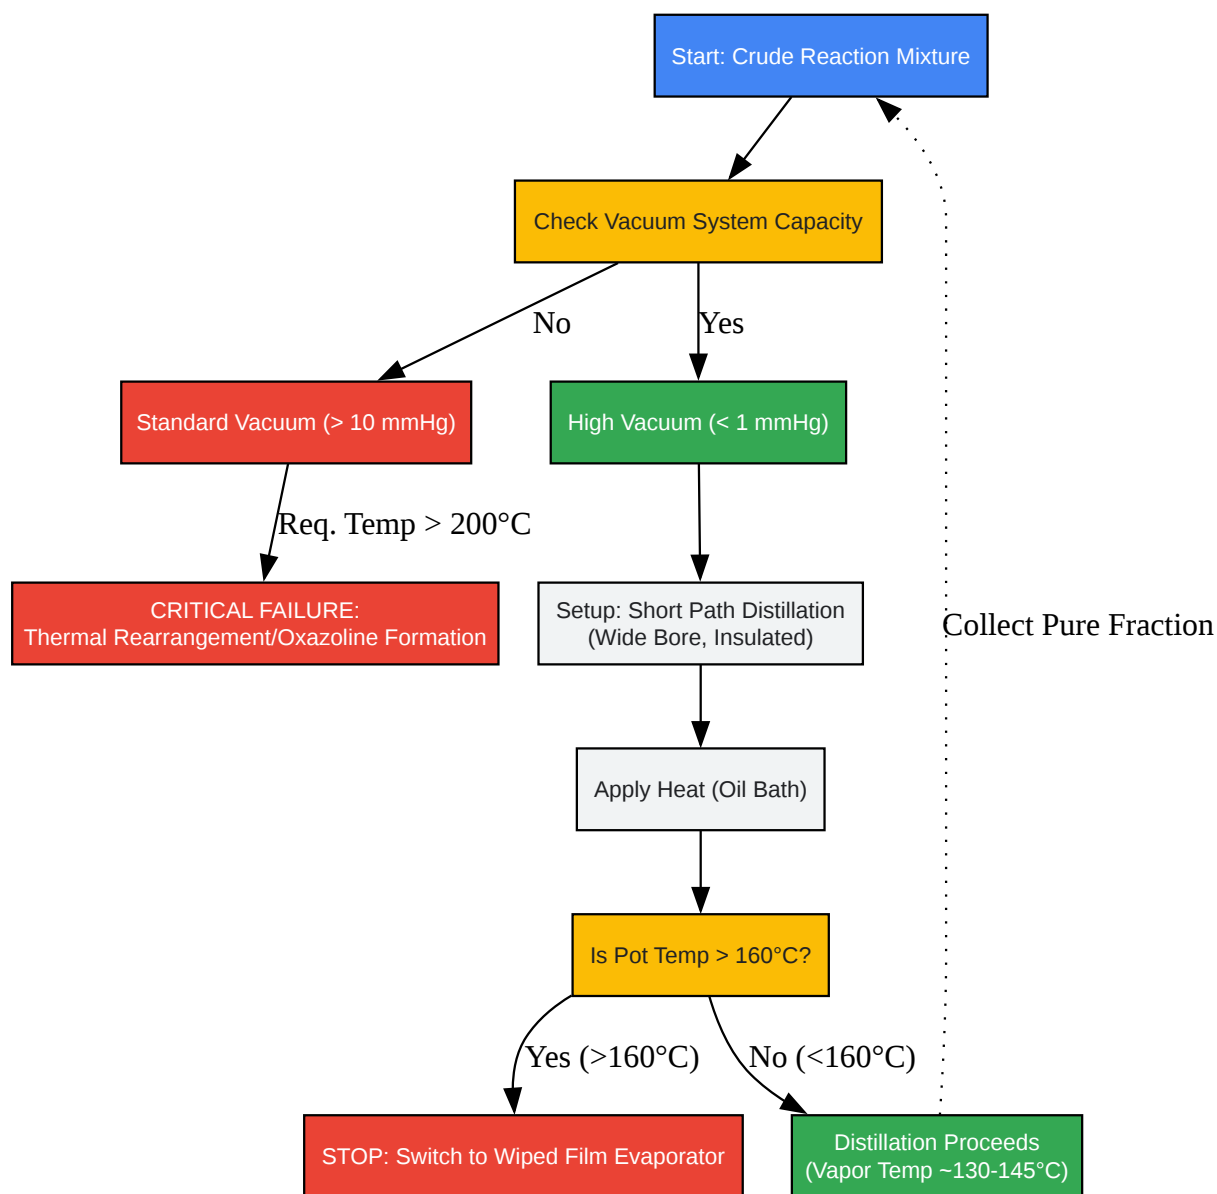 Start: Crude Reaction Mixture
Check Vacuum System Capacity
No
Yes
Standard Vacuum (> 10 mmHg)
High Vacuum (< 1 mmHg)
Req. Temp > 200°C
CRITICAL FAILURE:
Thermal Rearrangement/Oxazoline Formation
Setup: Short Path Distillation
(Wide Bore, Insulated)
Collect Pure Fraction
Apply Heat (Oil Bath)
Is Pot Temp > 160°C?
Yes (>160°C)
No (<160°C)
STOP: Switch to Wiped Film Evaporator
Distillation Proceeds
(Vapor Temp ~130-145°C)